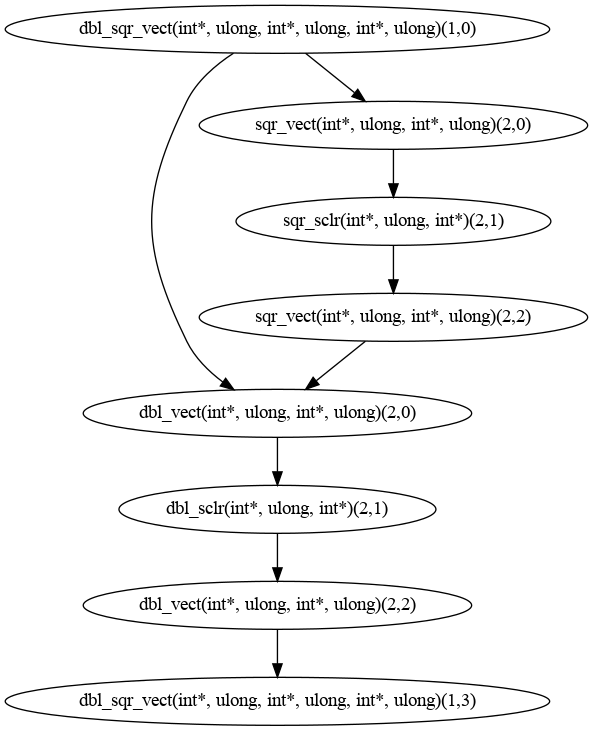 dbl_sqr_vect(int*, ulong, int*, ulong, int*, ulong)(1,0)
sqr_vect(int*, ulong, int*, ulong)(2,0)
sqr_sclr(int*, ulong, int*)(2,1)
sqr_vect(int*, ulong, int*, ulong)(2,2)
dbl_vect(int*, ulong, int*, ulong)(2,0)
dbl_sclr(int*, ulong, int*)(2,1)
dbl_vect(int*, ulong, int*, ulong)(2,2)
dbl_sqr_vect(int*, ulong, int*, ulong, int*, ulong)(1,3)